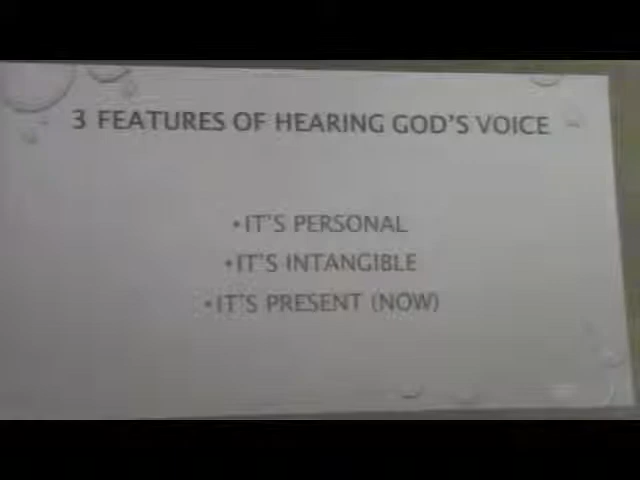 3 FEATURES OF HEARING GOD'S VOICE
• IT'S PERSONAL
• IT'S INTANGIBLE
• IT'S PRESENT (NOW)